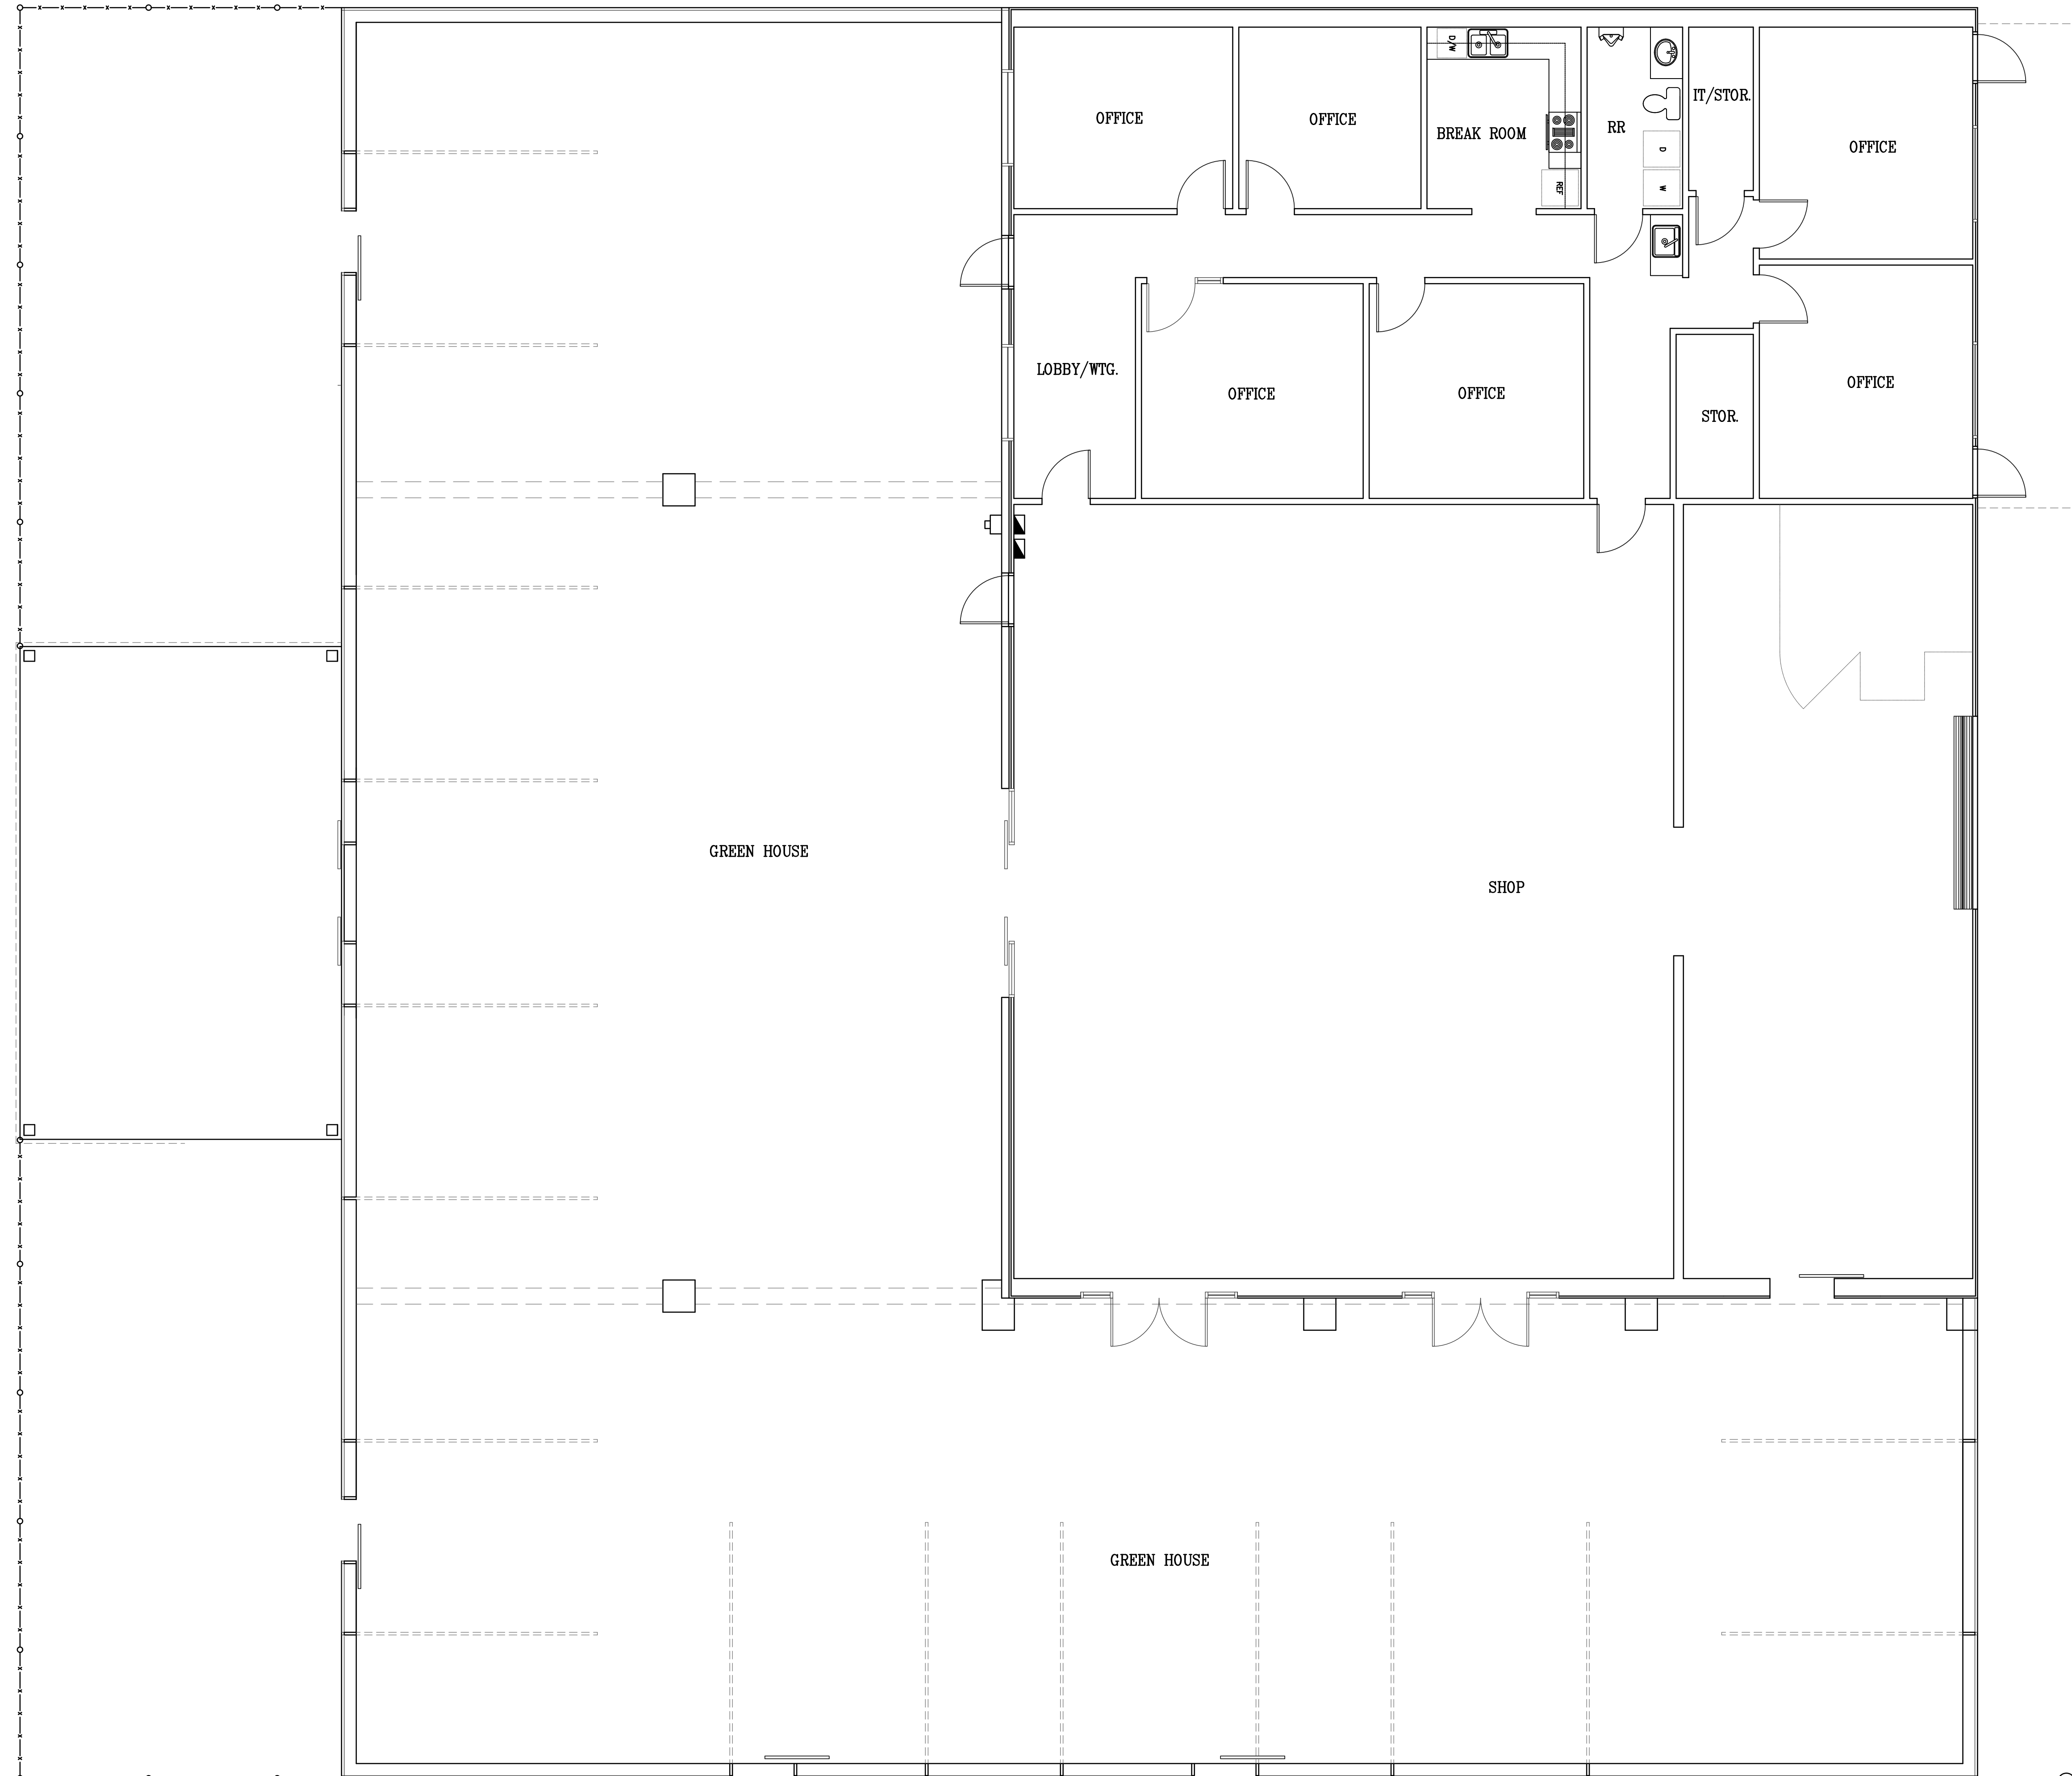 D/W
OFFICE
OFFICE
BREAK ROOM
RR
IT/STOR.
OFFICE
D
W
REF
LOBBY/WTG.
OFFICE
OFFICE
STOR.
OFFICE
GREEN HOUSE
SHOP
GREEN HOUSE